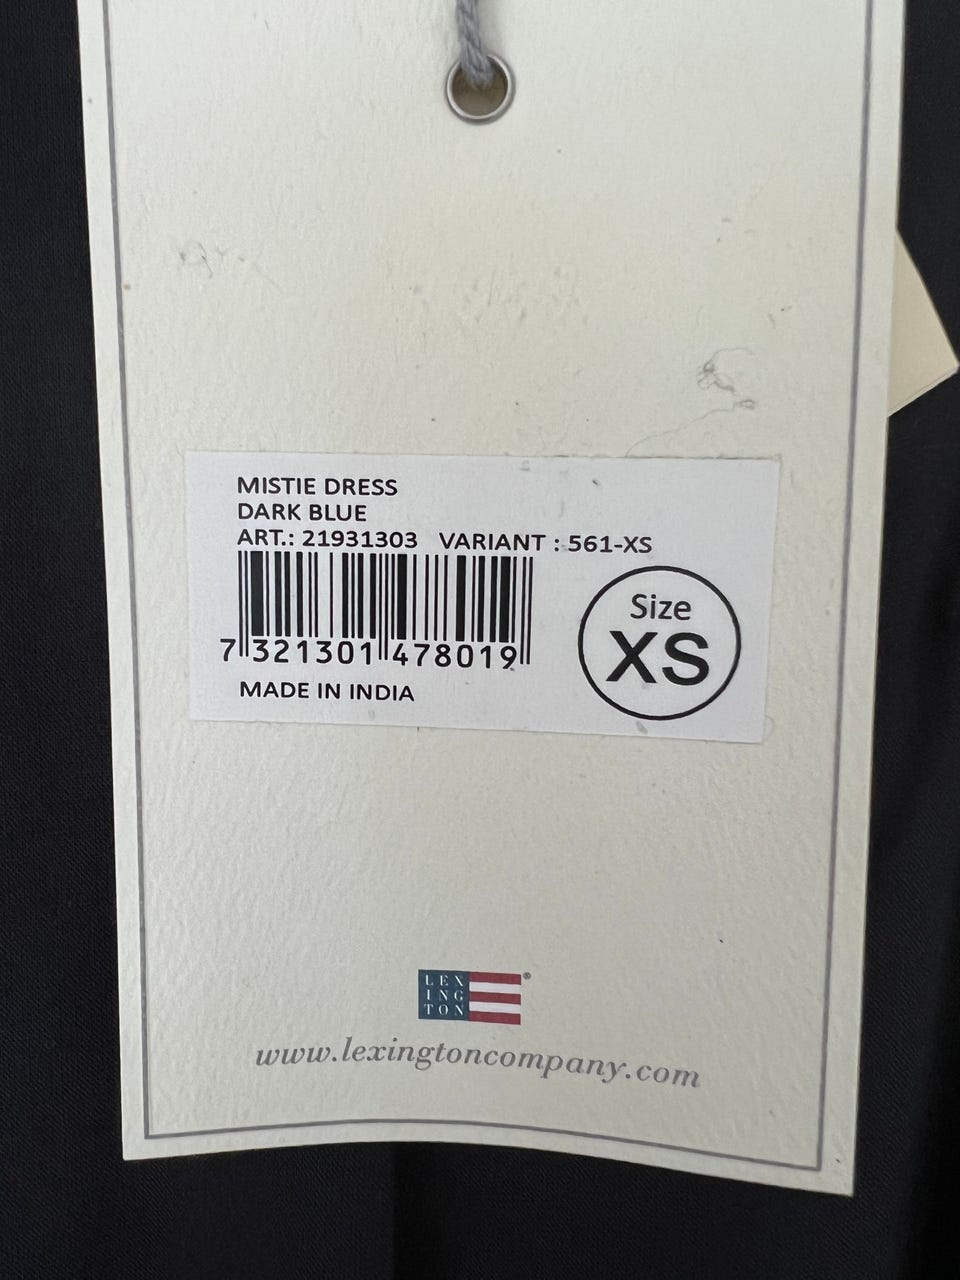 MISTIE DRESS
DARK BLUE
ART.: 21931303 VARIANT : 561-XS
7 321301 478019
Size
XS
MADE IN INDIA
LEX
ING
TON
®
www.lexingtoncompany.com